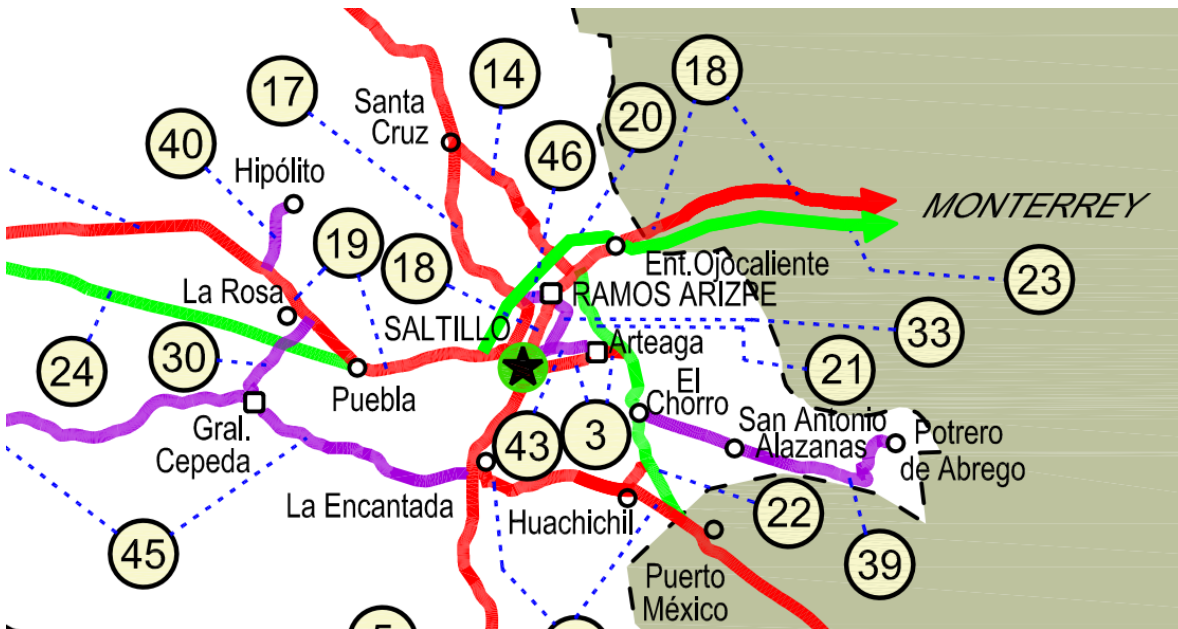 18
14
17
Santa
Cruz
20
40
46
Hipólito
MONTERREY
19
18
Ent.Ojocaliente
23
La Rosa
RAMOS ARIZPE
SALTILLO
33
Arteaga
30
24
21
Puebla
El
Chorro
San Antonio
Alazanas
Potrero
de Abrego
Gral.
Cepeda
43
3
La Encantada
Huachichil
22
45
39
Puerto
México